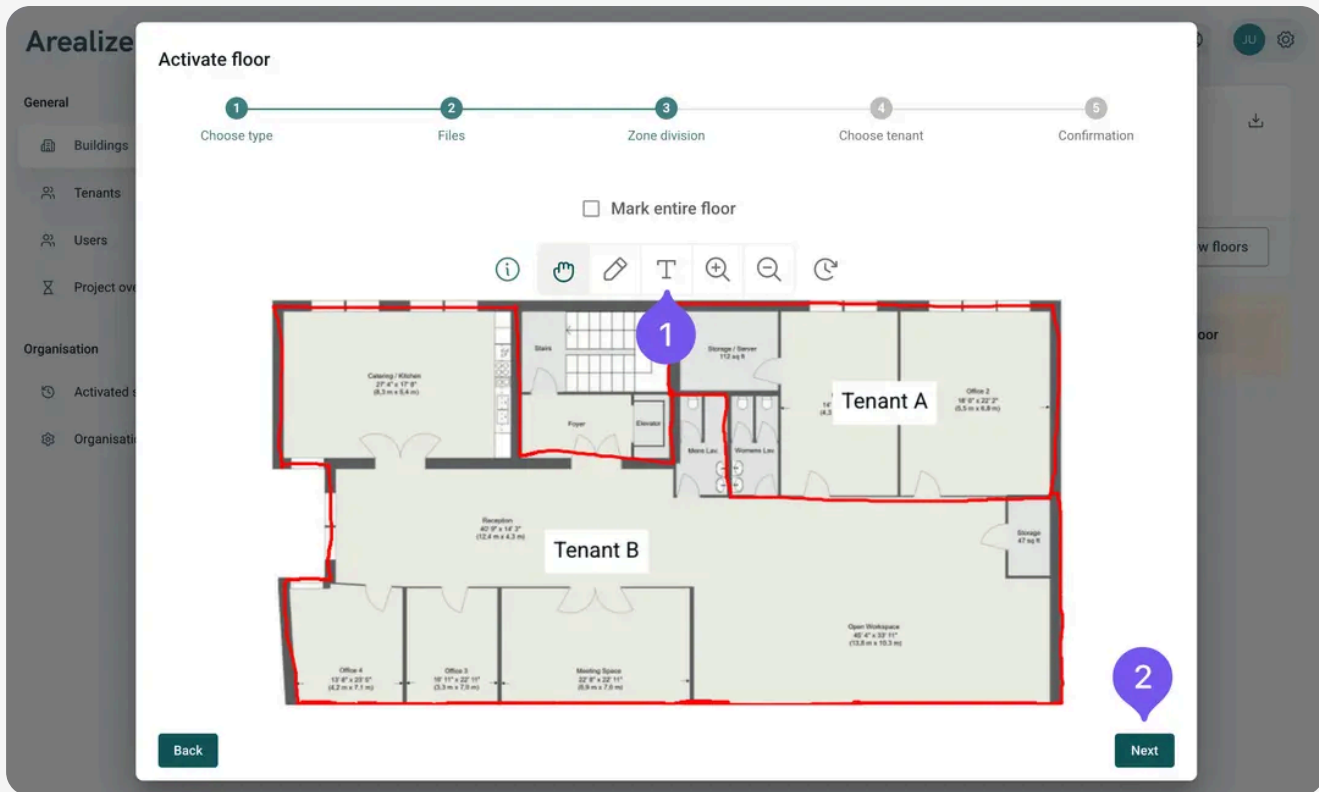 Arealize
JU
General
Buildings
Tenants
Users
Project ove
Organisation
Activated s
Organisati
w floors
oor
Activate floor
1
2
3
4
5
Choose type
Files
Zone division
Choose tenant
Confirmation
Mark entire floor
T
1
Catering / Kitchen
27' 4" x 17' 8"
(8,3 m x 5,4 m)
Stairs
Foyer
Elevator
Storage / Server
112 sq ft
Mens Lav
Womens Lav
14'
(4,3
Tenant A
Office 2
18' 0" x 22' 2"
(5,5 m x 6,8 m)
Reception
40' 9" x 14' 2"
(12,4 m x 4,3 m)
Tenant B
Storage
47 sq ft
Open Workspace
45' 4" x 33' 11"
(13,8 m x 10,3 m)
Office 4
13' 8" x 23' 5"
(4,2 m x 7,1 m)
Office 3
10' 11" x 22' 11"
(3,3 m x 7,0 m)
Meeting Space
22' 8" x 22' 11"
(6,9 m x 7,0 m)
2
Back
Next